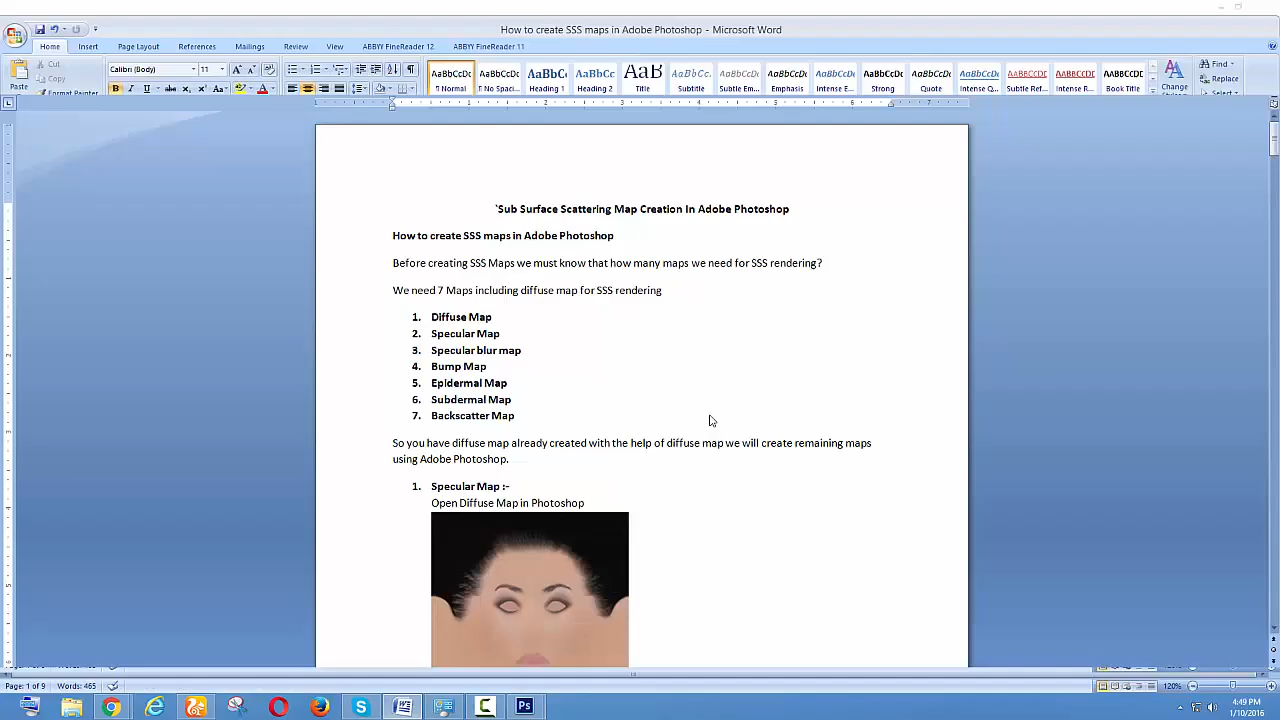 How to create SSS maps in Adobe Photoshop - Microsoft Word
Home Insert Page Layout References Mailings Review View ABBYY FineReader 12 ABBYY FineReader 11
Cut
Copy
Format Painter
Paste
Calibri (Body) 11
AaBbCcDc AaBbCcDc AaBbC AaBbCc AaB AaBbCc. AaBbCcDc AaBbCcDc AaBbCcDc AaBbCcDc AaBbCcDc AaBbCcDc AaBbCcDc AaBbCcDc AaBbCcDc
¶ Normal ¶ No Spaci... Heading 1 Heading 2 Title Subtitle Subtle Em... Emphasis Intense E... Strong Quote Intense Q... Subtle Ref... Intense R... Book Title
Change
Styles
Find
Replace
Select
`Sub Surface Scattering Map Creation In Adobe Photoshop
How to create SSS maps in Adobe Photoshop
Before creating SSS Maps we must know that how many maps we need for SSS rendering?
We need 7 Maps including diffuse map for SSS rendering
1. Diffuse Map
2. Specular Map
3. Specular blur map
4. Bump Map
5. Epidermal Map
6. Subdermal Map
7. Backscatter Map
So you have diffuse map already created with the help of diffuse map we will create remaining maps
using Adobe Photoshop.
1. Specular Map :-
Open Diffuse Map in Photoshop
Page: 1 of 9 Words: 465
120%
4:49 PM
1/10/2016